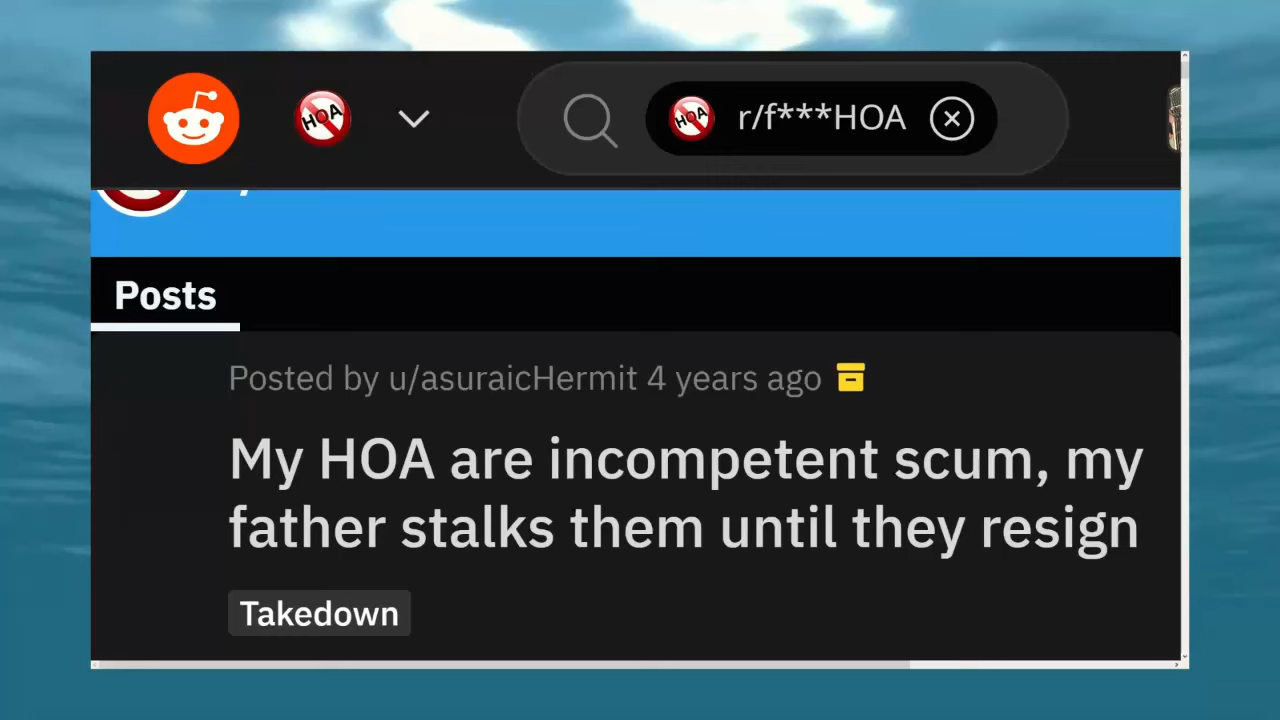 HOA
HOA r/f***HOA
Posts
Posted by u/asuraicHermit 4 years ago
My HOA are incompetent scum, my
father stalks them until they resign
Takedown